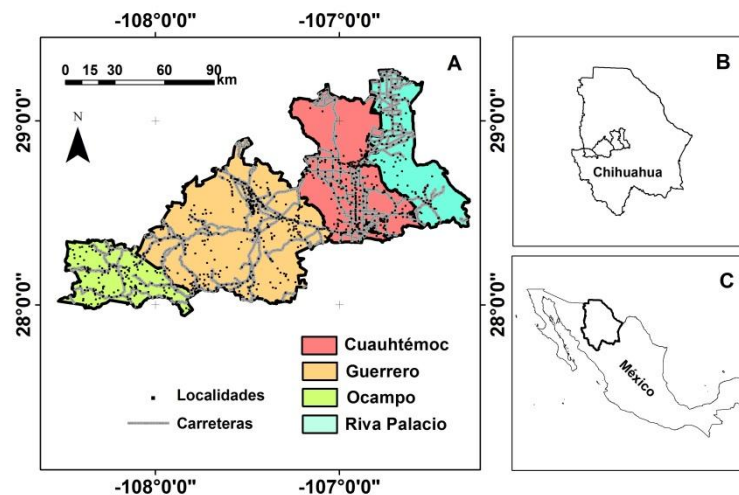 -108°0'0"
-107°0'0"
A
0 15 30 60 90
km
N
29°0'0"
29°0'0"
28°0'0"
28°0'0"
Cuauhtémoc
Guerrero
Ocampo
Riva Palacio
Localidades
Carreteras
-108°0'0"
-107°0'0"
B
Chihuahua
C
México